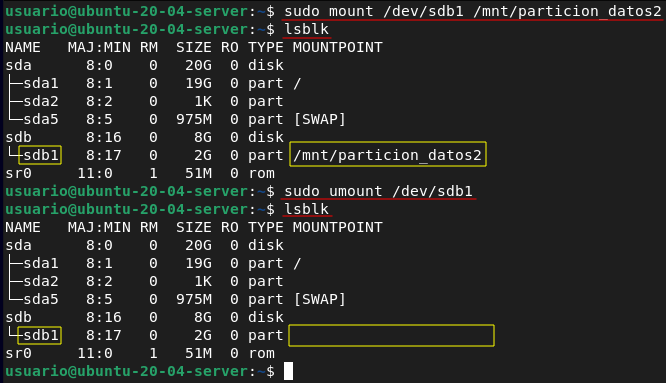 usuario@ubuntu-20-04-server:~$ sudo mount /dev/sdb1 /mnt/particion_datos2
usuario@ubuntu-20-04-server:~$ lsblk
NAME   MAJ:MIN RM  SIZE RO TYPE MOUNTPOINT
sda      8:0    0   20G  0 disk
├─sda1   8:1    0   19G  0 part /
├─sda2   8:2    0    1K  0 part
└─sda5   8:5    0  975M  0 part [SWAP]
sdb      8:16   0    8G  0 disk
└─sdb1   8:17   0    2G  0 part /mnt/particion_datos2
sr0     11:0    1   51M  0 rom
usuario@ubuntu-20-04-server:~$ sudo umount /dev/sdb1
usuario@ubuntu-20-04-server:~$ lsblk
NAME   MAJ:MIN RM  SIZE RO TYPE MOUNTPOINT
sda      8:0    0   20G  0 disk
├─sda1   8:1    0   19G  0 part /
├─sda2   8:2    0    1K  0 part
└─sda5   8:5    0  975M  0 part [SWAP]
sdb      8:16   0    8G  0 disk
└─sdb1   8:17   0    2G  0 part
sr0     11:0    1   51M  0 rom
usuario@ubuntu-20-04-server:~$